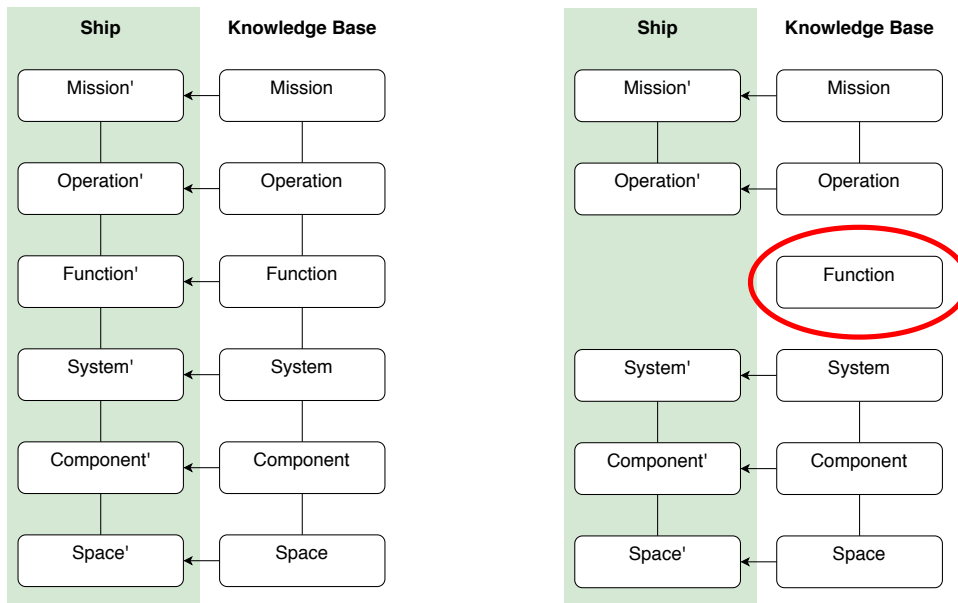 Ship Knowledge Base
Mission' Mission
Operation' Operation
Function' Function
System' System
Component' Component
Space' Space
Ship Knowledge Base
Mission' Mission
Operation' Operation
Function
System' System
Component' Component
Space' Space